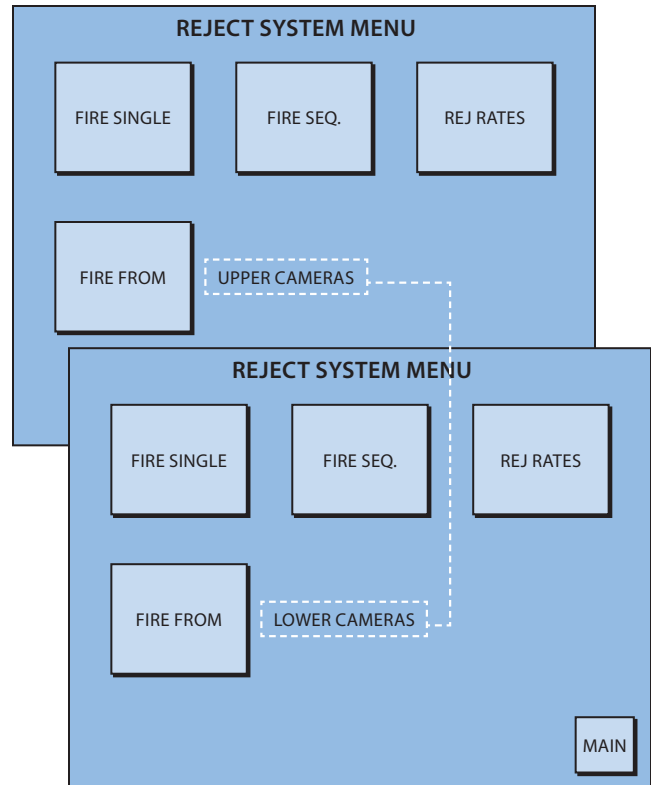 REJECT SYSTEM MENU
FIRE SINGLE
FIRE SEQ.
REJ RATES
FIRE FROM
UPPER CAMERAS
REJECT SYSTEM MENU
FIRE SINGLE
FIRE SEQ.
REJ RATES
FIRE FROM
LOWER CAMERAS
MAIN